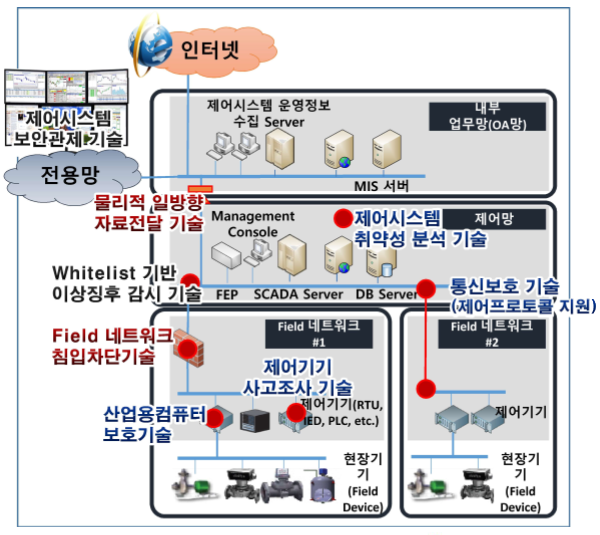 인터넷
제어시스템
보안관제 기술
전용망
제어시스템 운영정보
수집 Server
내부
업무망(OA망)
MIS 서버
물리적 일방향
자료전달 기술
Management
Console
제어시스템
취약성 분석 기술
제어망
Whitelist 기반
이상징후 감시 기술
FEP
SCADA Server
DB Server
통신보호 기술
(제어프로토콜 지원)
Field 네트워크
침입차단기술
Field 네트워크
#1
Field 네트워크
#2
제어기기
사고조사 기술
산업용컴퓨터
보호기술
제어기기(RTU,
IED, PLC, etc.)
제어기기
현장기
기
(Field
Device)
현장기
기
(Field
Device)